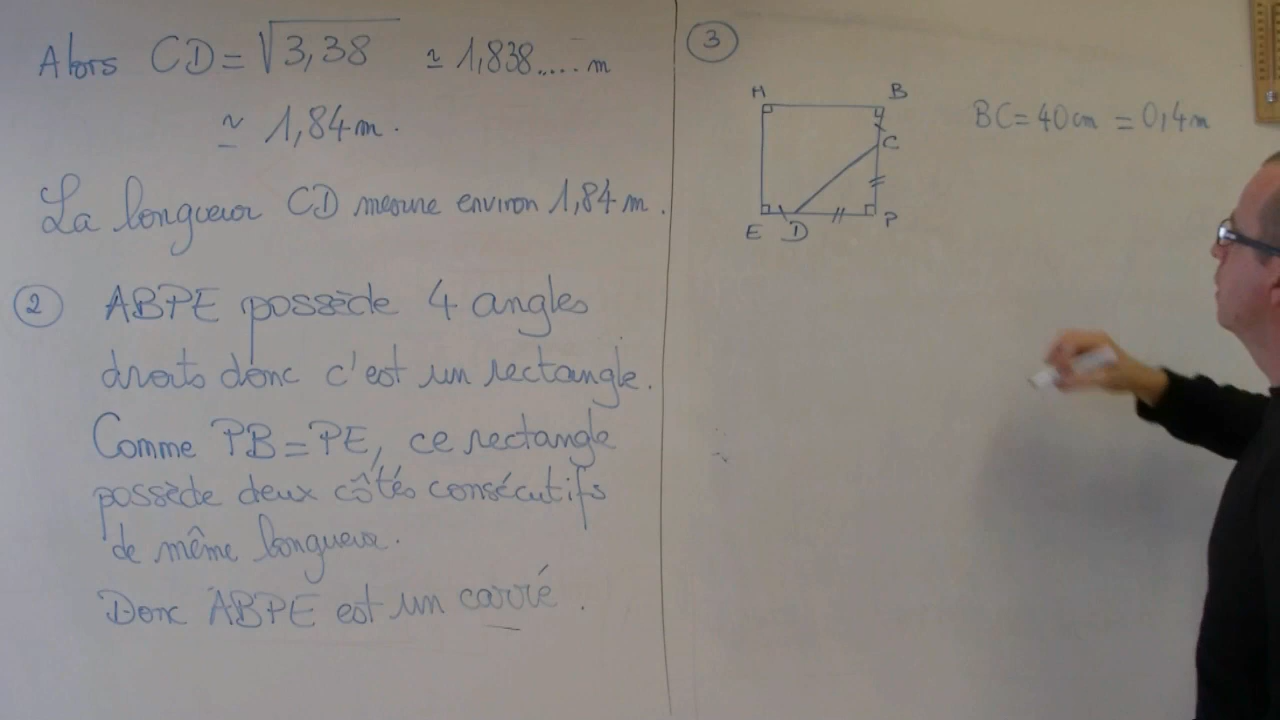 Alors CD = √3,38 ≃ 1,838.... m
≃ 1,84 m.
La longueur CD mesure environ 1,84 m.
② ABPE possède 4 angles
droits donc c'est un rectangle.
Comme PB = PE, ce rectangle
possède deux côtés consécutifs
de même longueur.
Donc ABPE est un carré.
③
A B
C
E D P
BC = 40 cm = 0,4 m